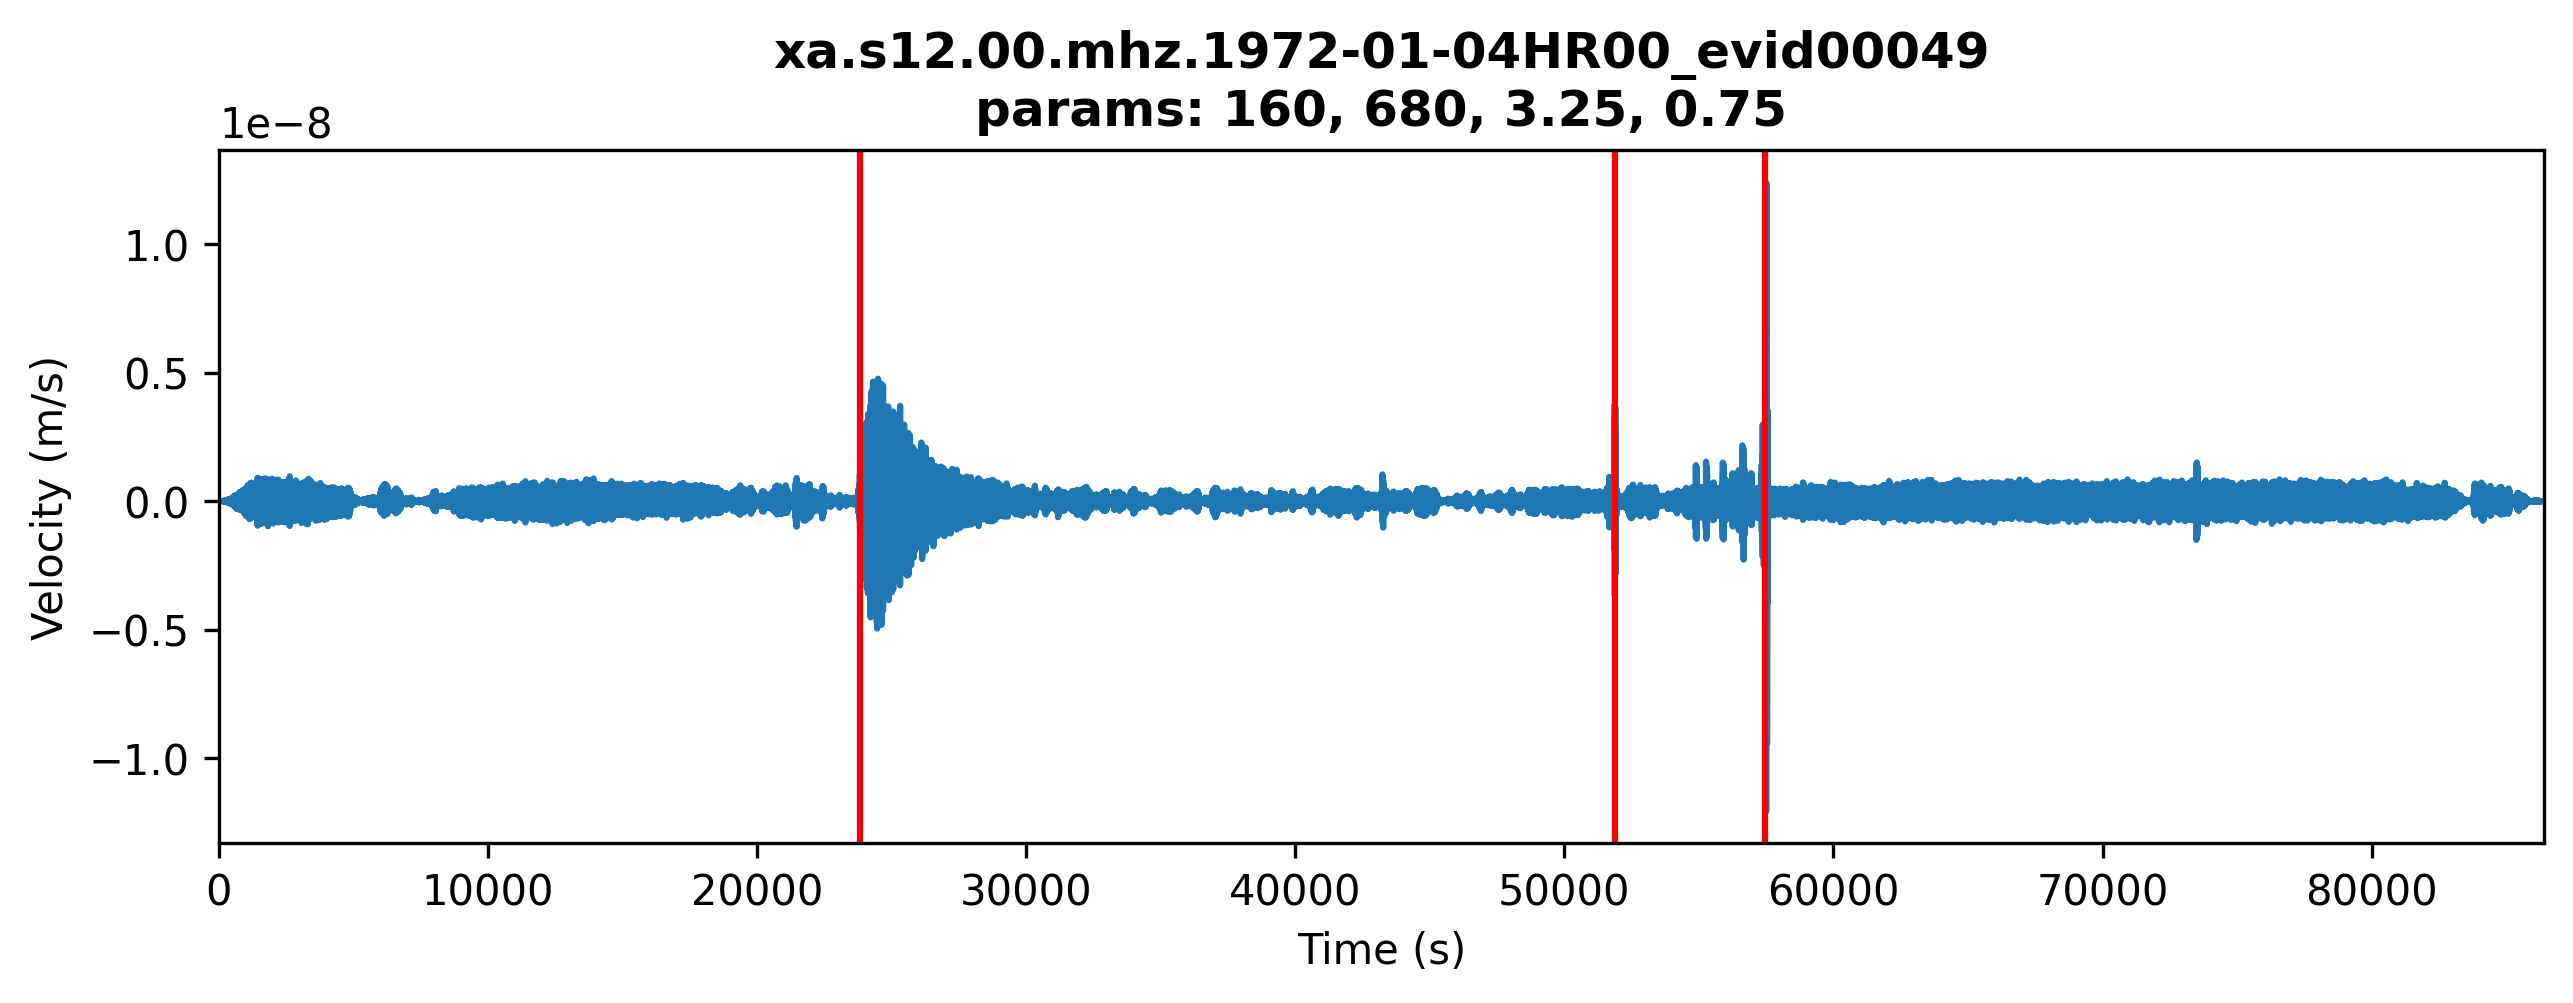 xa.s12.00.mhz.1972-01-04HR00_evid00049
params: 160, 680, 3.25, 0.75
1e−8
1.0
0.5
0.0
−0.5
−1.0
Velocity (m/s)
0 10000 20000 30000 40000 50000 60000 70000 80000
Time (s)